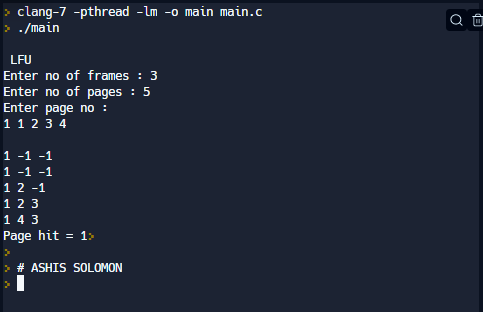 > clang-7 -pthread -lm -o main main.c
> ./main
LFU
Enter no of frames : 3
Enter no of pages : 5
Enter page no :
1 1 2 3 4
1 -1 -1
1 -1 -1
1 2 -1
1 2 3
1 4 3
Page hit = 1>
>
> # ASHIS SOLOMON
>